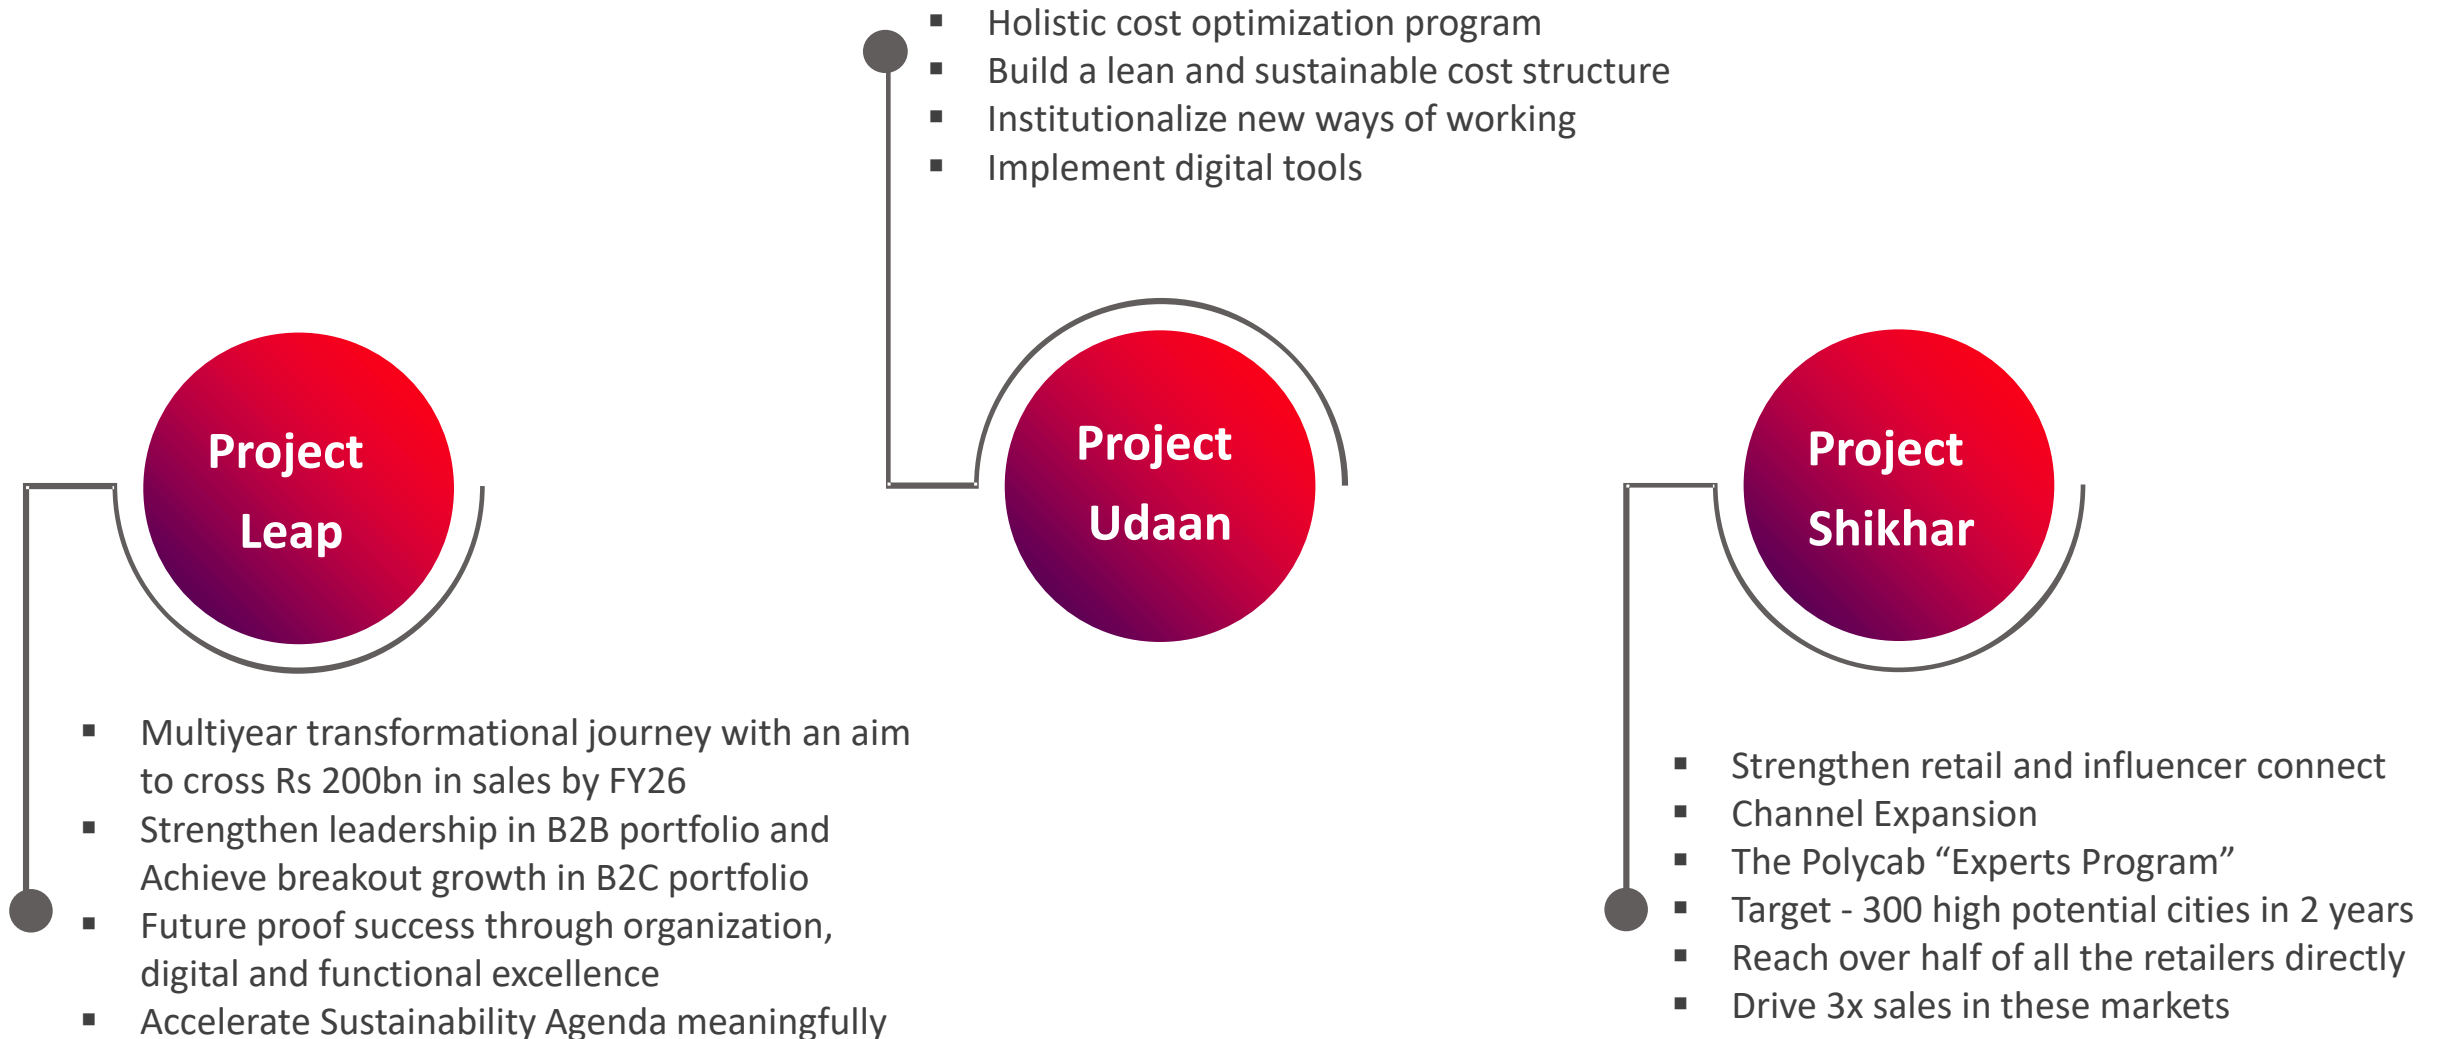 Holistic cost optimization program
Build a lean and sustainable cost structure
Institutionalize new ways of working
Implement digital tools
Project
Leap
Project
Udaan
Project
Shikhar
Multiyear transformational journey with an aim
to cross Rs 200bn in sales by FY26
Strengthen leadership in B2B portfolio and
Achieve breakout growth in B2C portfolio
Future proof success through organization,
digital and functional excellence
Accelerate Sustainability Agenda meaningfully
Strengthen retail and influencer connect
Channel Expansion
The Polycab “Experts Program”
Target - 300 high potential cities in 2 years
Reach over half of all the retailers directly
Drive 3x sales in these markets